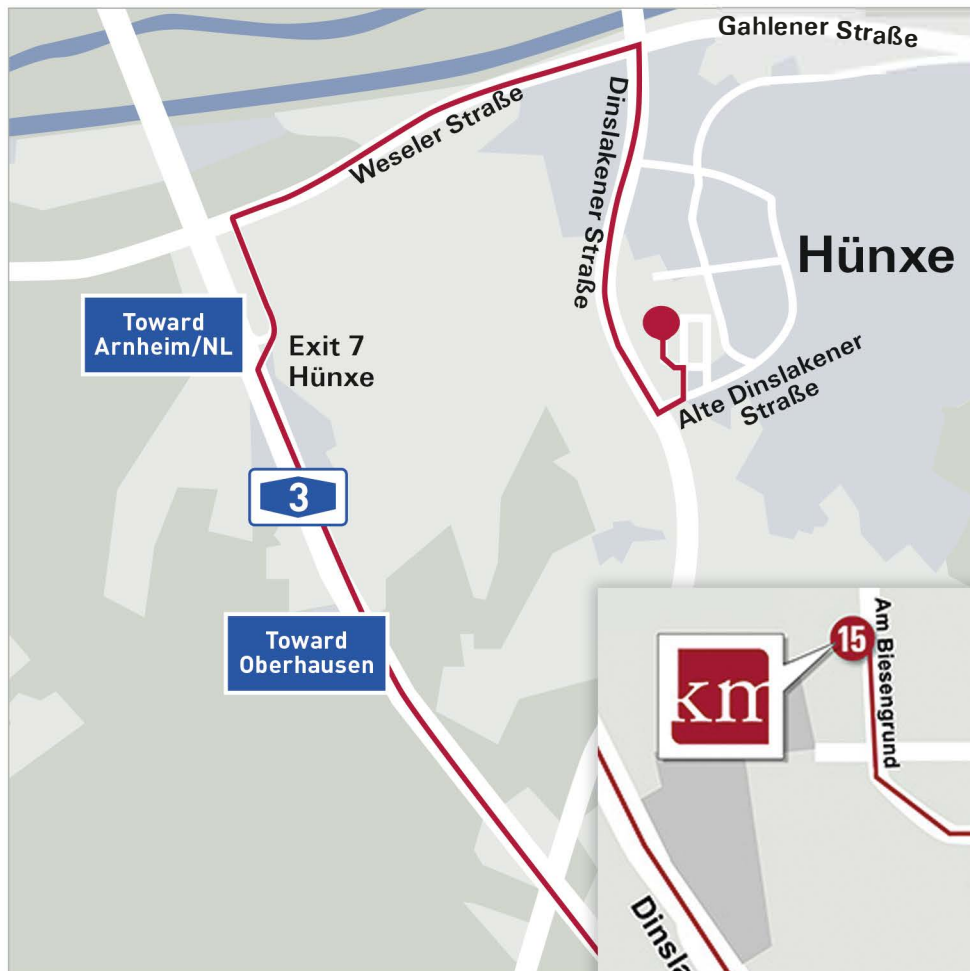 Gahlener Straße
Weseler Straße
Dinslakener Straße
Hünxe
Toward
Arnheim/NL
Exit 7
Hünxe
Alte Dinslakener
Straße
3
Toward
Oberhausen
15
Am Biesengrund
km
Dinsla